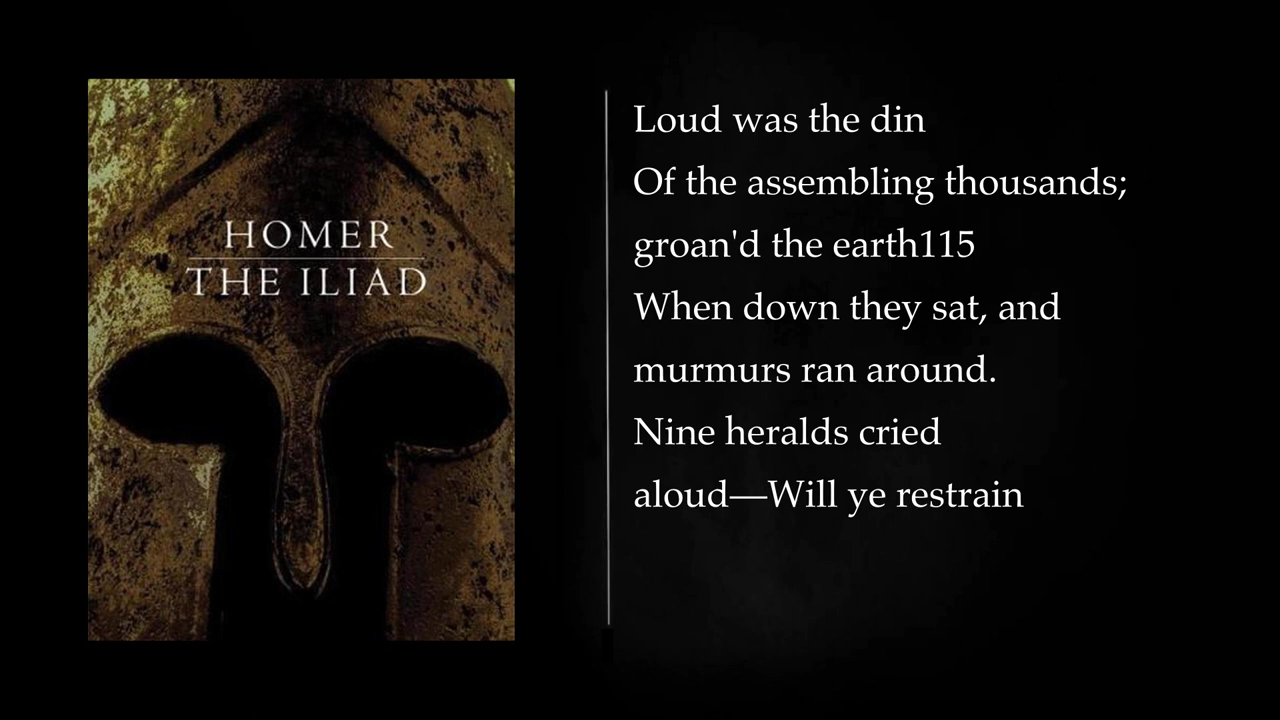 HOMER
THE ILIAD
Loud was the din
Of the assembling thousands;
groan'd the earth115
When down they sat, and
murmurs ran around.
Nine heralds cried
aloud—Will ye restrain